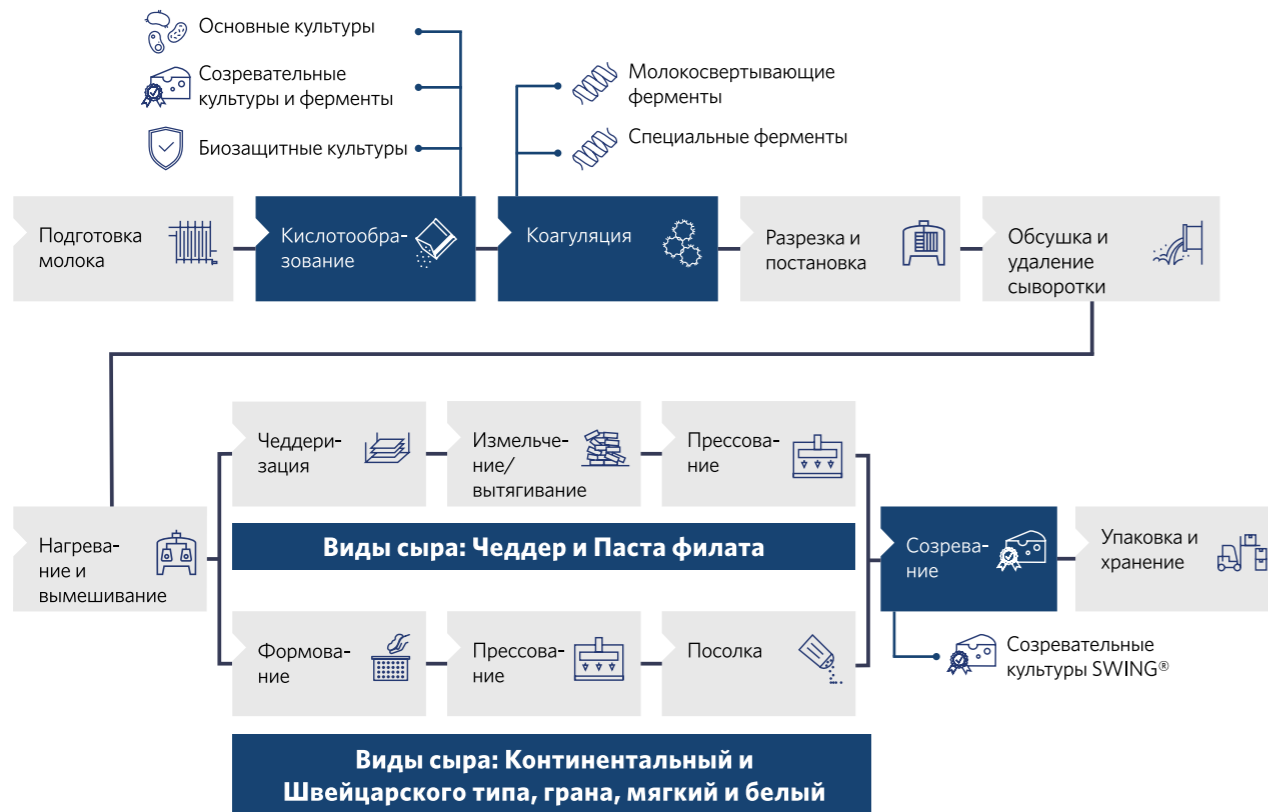 Основные культуры
Созревательные
культуры и ферменты
Биозащитные культуры
Молокосвертывающие
ферменты
Специальные ферменты
Подготовка
молока
Кислотообра-
зование
Коагуляция
Разрезка и
постановка
Обсушка и
удаление
сыворотки
Нагрева-
ние и
вымешивание
Чеддери-
зация
Измельче-
ние/
вытягивание
Прессова-
ние
Виды сыра: Чеддер и Паста филата
Формова-
ние
Прессова-
ние
Посолка
Виды сыра: Континентальный и
Швейцарского типа, грана, мягкий и белый
Созрева-
ние
Упаковка и
хранение
Созревательные
культуры SWING®